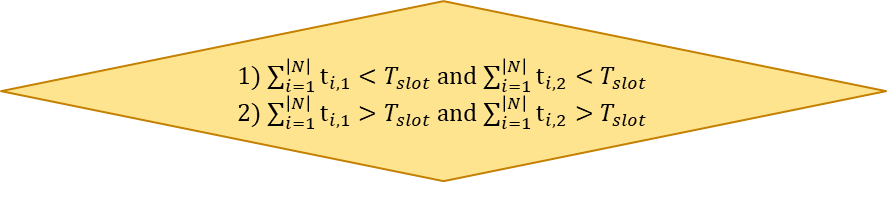 1) ∑_{i=1}^{|N|} t_{i,1} < T_{slot} and ∑_{i=1}^{|N|} t_{i,2} < T_{slot}
2) ∑_{i=1}^{|N|} t_{i,1} > T_{slot} and ∑_{i=1}^{|N|} t_{i,2} > T_{slot}